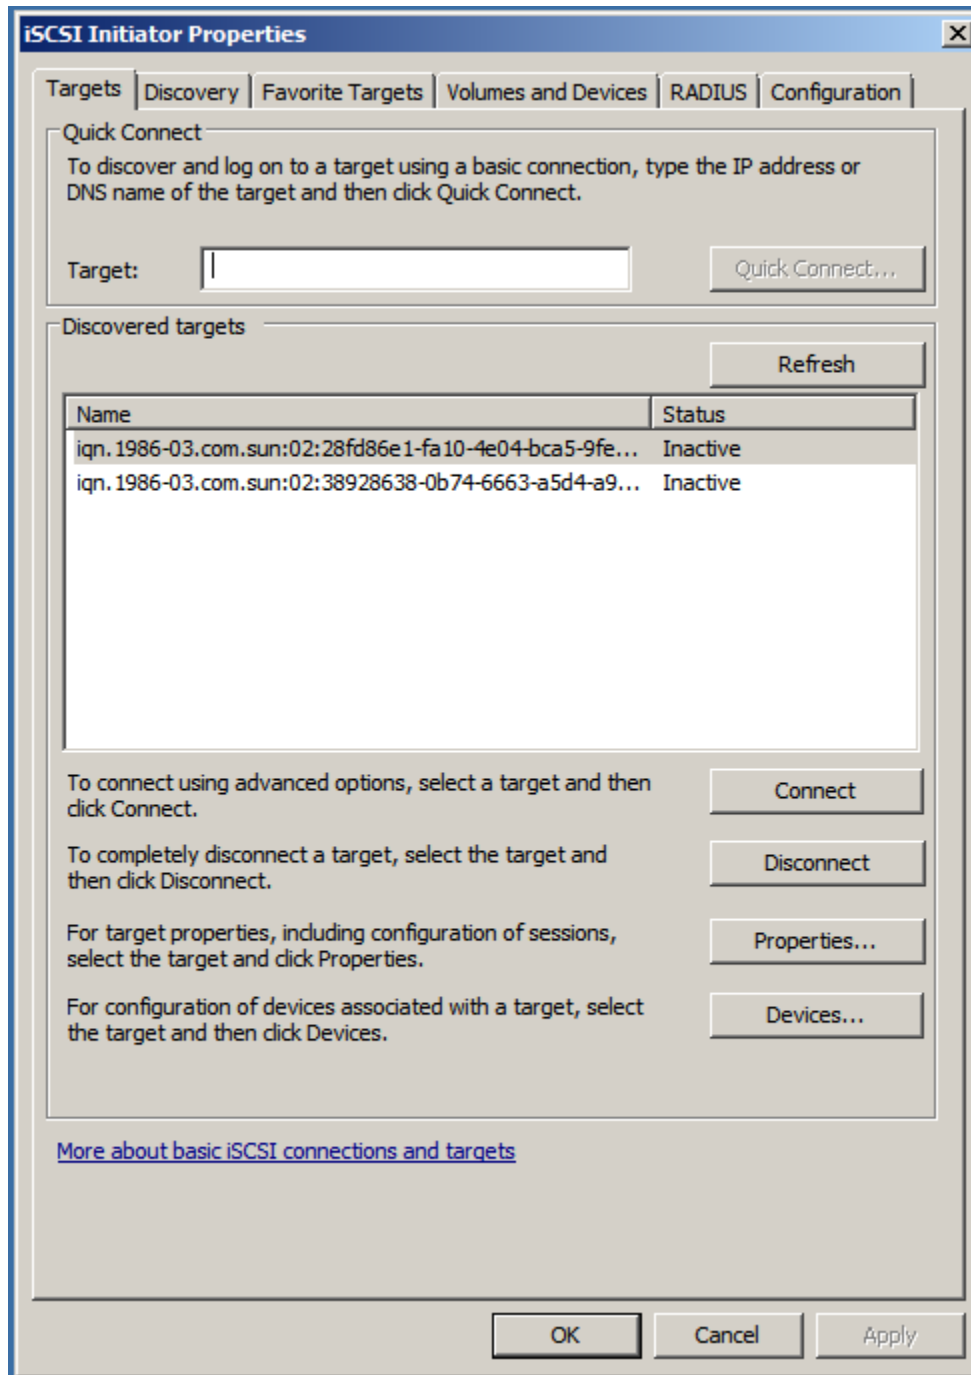 iSCSI Initiator Properties
Targets Discovery Favorite Targets Volumes and Devices RADIUS Configuration
Quick Connect
To discover and log on to a target using a basic connection, type the IP address or
DNS name of the target and then click Quick Connect.
Target: Quick Connect...
Discovered targets
Refresh
Name Status
iqn.1986-03.com.sun:02:28fd86e1-fa10-4e04-bca5-9fe... Inactive
iqn.1986-03.com.sun:02:38928638-0b74-6663-a5d4-a9... Inactive
To connect using advanced options, select a target and then
click Connect.
Connect
To completely disconnect a target, select the target and
then click Disconnect.
Disconnect
For target properties, including configuration of sessions,
select the target and click Properties.
Properties...
For configuration of devices associated with a target, select
the target and then click Devices.
Devices...
More about basic iSCSI connections and targets
OK Cancel Apply